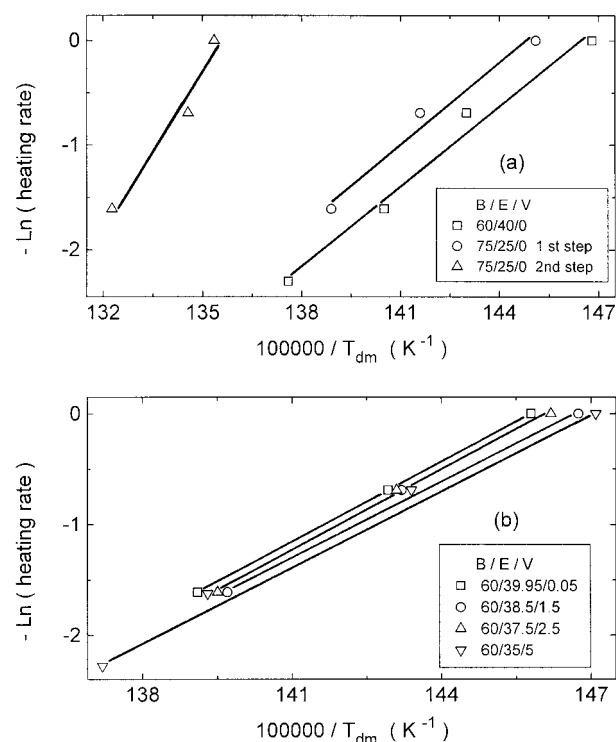 0
-1
-2
- Ln ( heating rate)
(a)
B / E / V
60/40/0
75/25/0 1 st step
75/25/0 2nd step
132 135 138 141 144 147
100000 / T_dm ( K^-1 )
0
-1
-2
- Ln ( heating rate )
(b)
B / E / V
60/39.95/0.05
60/38.5/1.5
60/37.5/2.5
60/35/5
138 141 144 147
100000 / T_dm ( K^-1 )